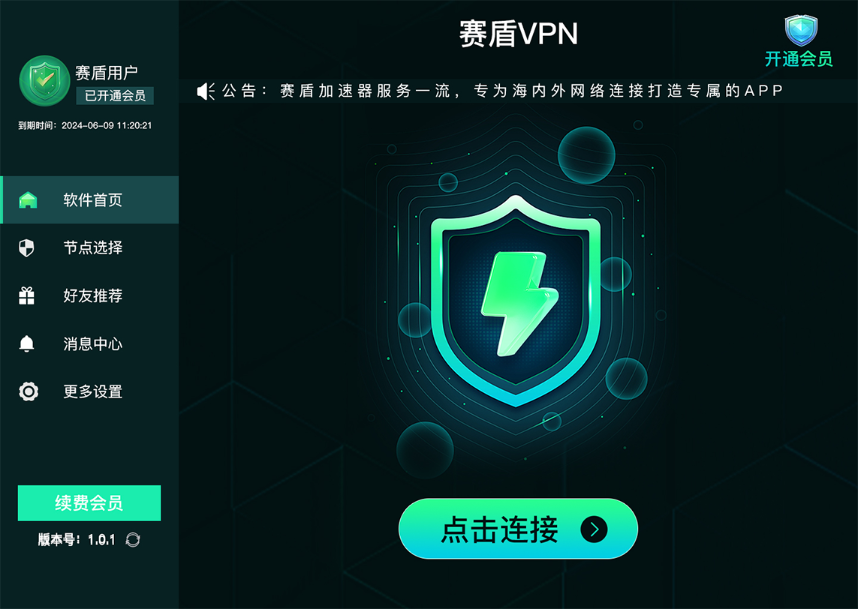 赛盾VPN
开通会员
赛盾用户
已开通会员
到期时间：2024-06-09 11:20:21
公告：赛盾加速器服务一流，专为海内外网络连接打造专属的APP
软件首页
节点选择
好友推荐
消息中心
更多设置
续费会员
版本号：1.0.1
点击连接